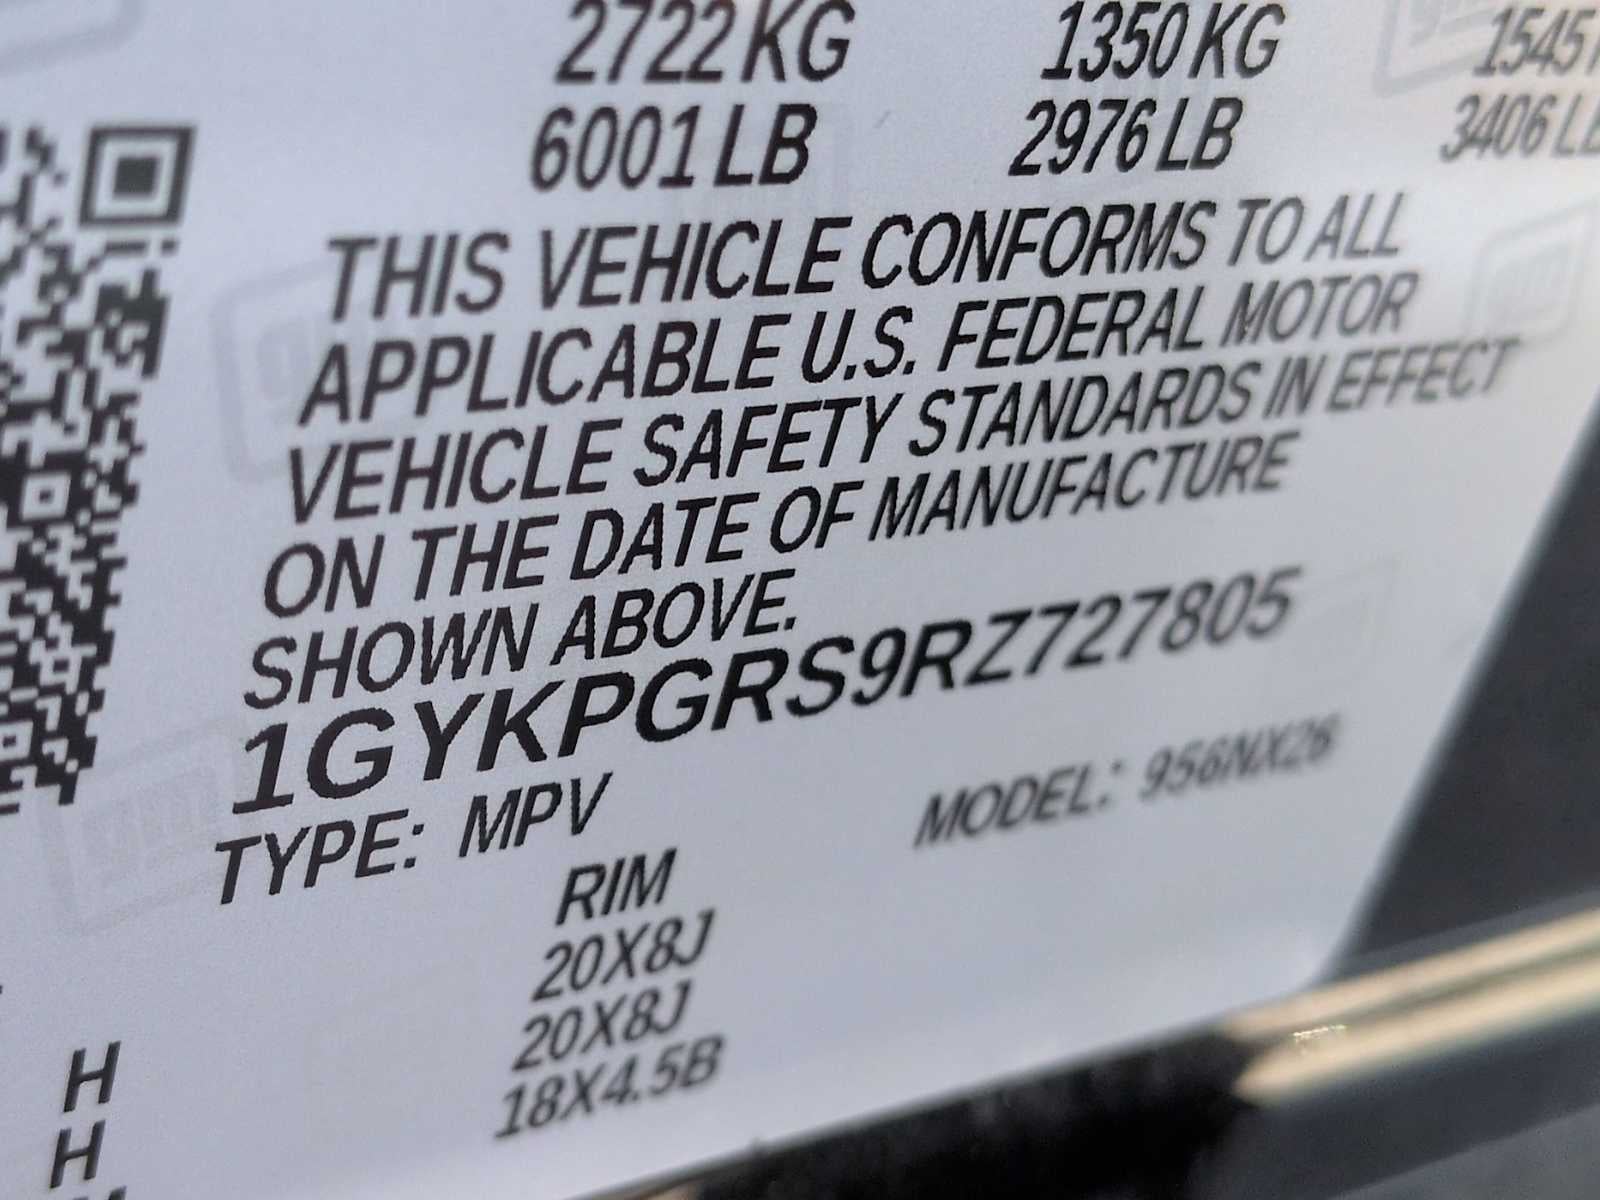 2722 KG 1350 KG 1545
6001 LB 2976 LB 3406 LB
THIS VEHICLE CONFORMS TO ALL
APPLICABLE U.S. FEDERAL MOTOR
VEHICLE SAFETY STANDARDS IN EFFECT
ON THE DATE OF MANUFACTURE
SHOWN ABOVE.
1GYKPGRS9RZ727805
TYPE: MPV MODEL: 956NX26
RIM
20X8J
H 20X8J
H 18X4.5B